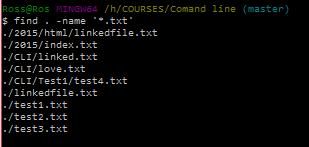 Ross@Ros MINGW64 /h/COURSES/Comand line (master)
$ find . -name '*.txt'
./2015/html/linkedfile.txt
./2015/index.txt
./CLI/linked.txt
./CLI/love.txt
./CLI/Test1/test4.txt
./linkedfile.txt
./test1.txt
./test2.txt
./test3.txt